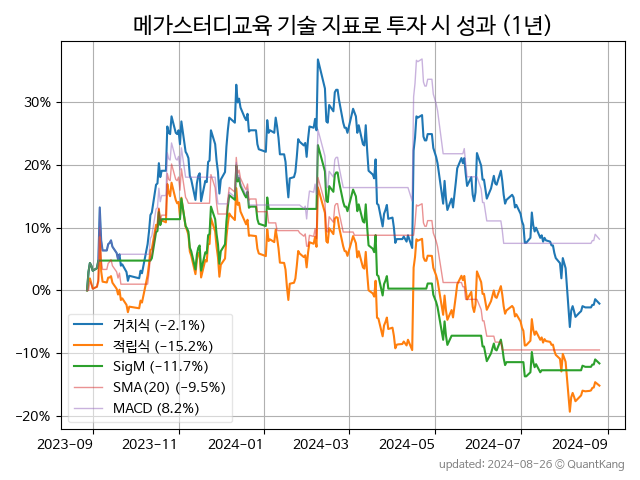 메가스터디교육 기술 지표로 투자 시 성과 (1년)
30%
20%
10%
0%
−10%
−20%
거치식 (−2.1%)
적립식 (−15.2%)
SigM (−11.7%)
SMA(20) (−9.5%)
MACD (8.2%)
2023-09 2023-11 2024-01 2024-03 2024-05 2024-07 2024-09
updated: 2024-08-26 © QuantKang